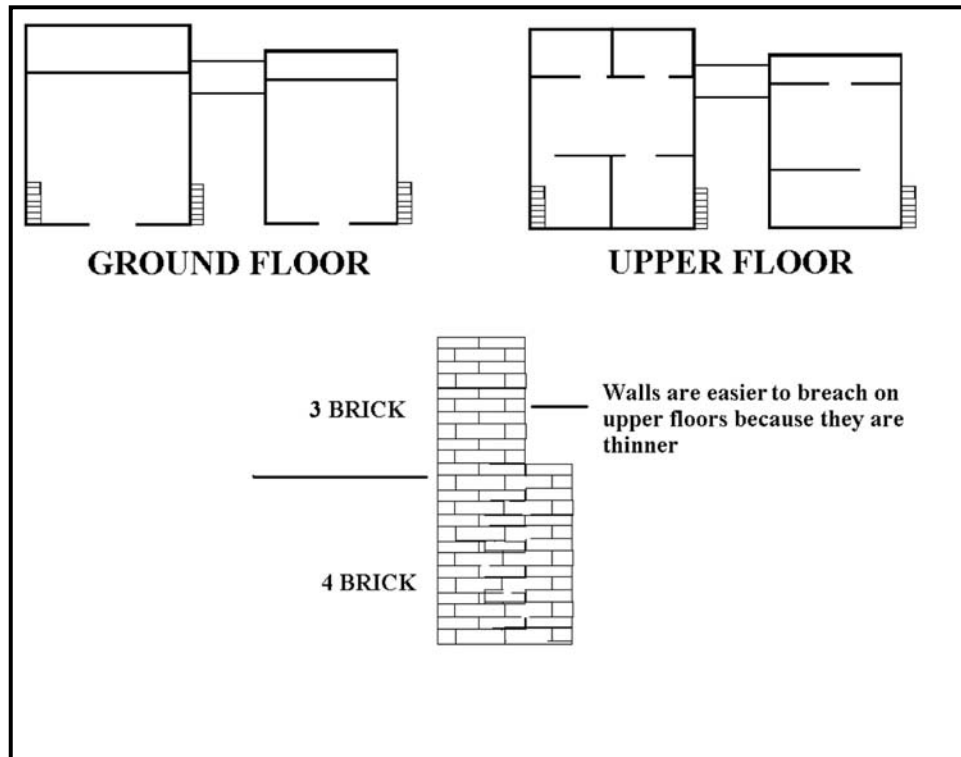 GROUND FLOOR
UPPER FLOOR
3 BRICK
Walls are easier to breach on
upper floors because they are
thinner
4 BRICK